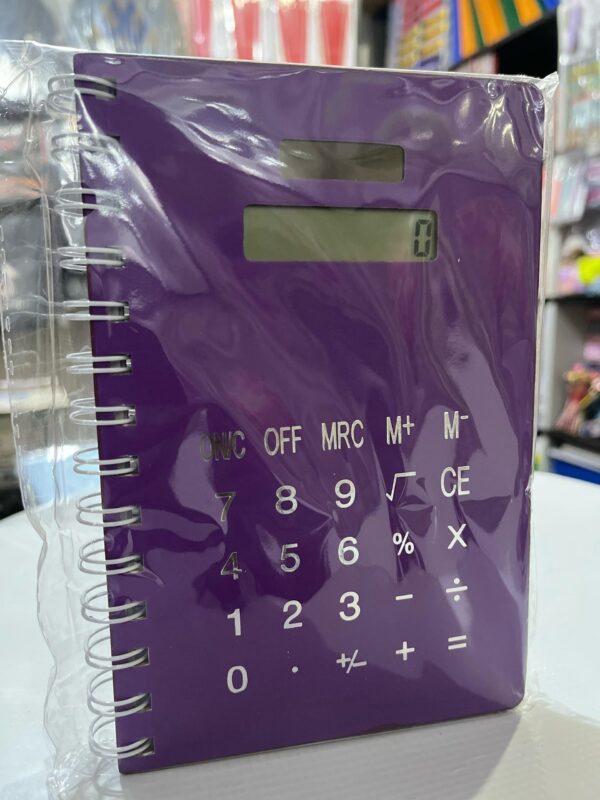 0
ON/C OFF MRC M+ M-
7 8 9 √ CE
4 5 6 % X
1 2 3 - ÷
0 . +/- + =